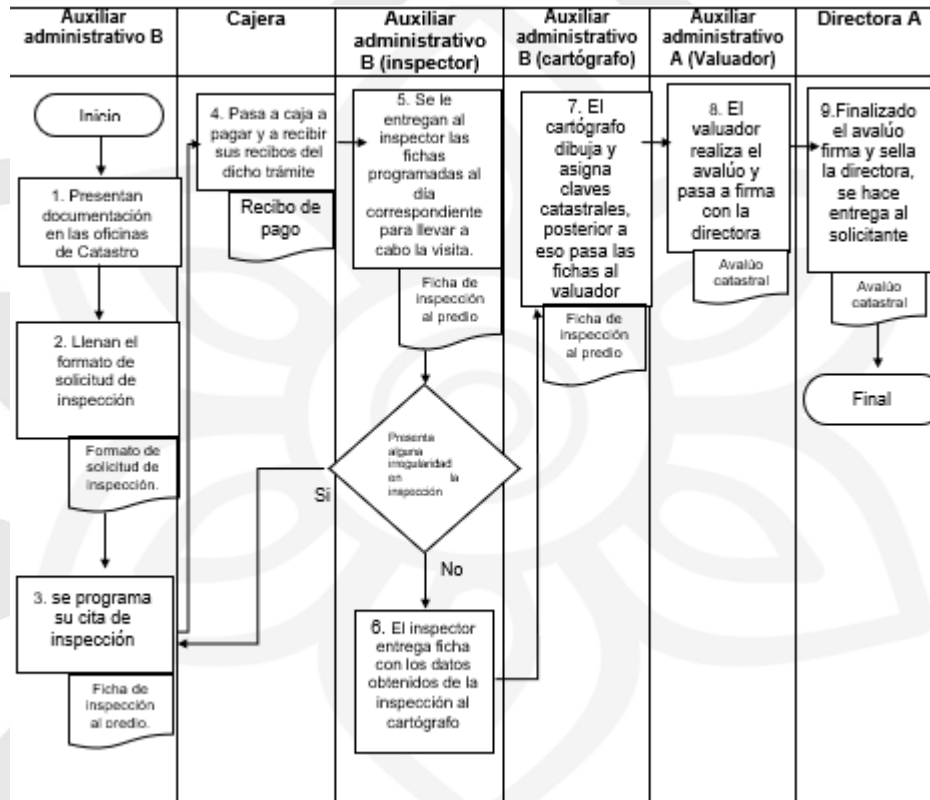 Auxiliar
administrativo B
Cajera
Auxiliar
administrativo
B (inspector)
Auxiliar
administrativo
B (cartógrafo)
Auxiliar
administrativo
A (Valuador)
Directora A
Inicio
1. Presentan
documentación
en las oficinas
de Catastro
2. Llenan el
formato de
solicitud de
inspección
Formato de
solicitud de
inspección.
3. se programa
su cita de
inspección
Ficha de
inspección
al predio.
4. Pasa a caja a
pagar y a recibir
sus recibos del
dicho trámite
Recibo de
pago
5. Se le
entregan al
inspector las
fichas
programadas al
día
correspondiente
para llevar a
cabo la visita.
Ficha de
inspección
al predio
Presenta
alguna
irregularidad
en la
inspección
Si
No
6. El inspector
entrega ficha
con los datos
obtenidos de la
inspección al
cartógrafo
7. El
cartógrafo
dibuja y
asigna
claves
catastrales,
posterior a
eso pasa las
fichas al
valuador
Ficha de
inspección
al predio
8. El
valuador
realiza el
avalúo y
pasa a firma
con la
directora
Avalúo
catastral
9.Finalizado
el avalúo
firma y sella
la directora,
se hace
entrega al
solicitante
Avalúo
catastral
Final